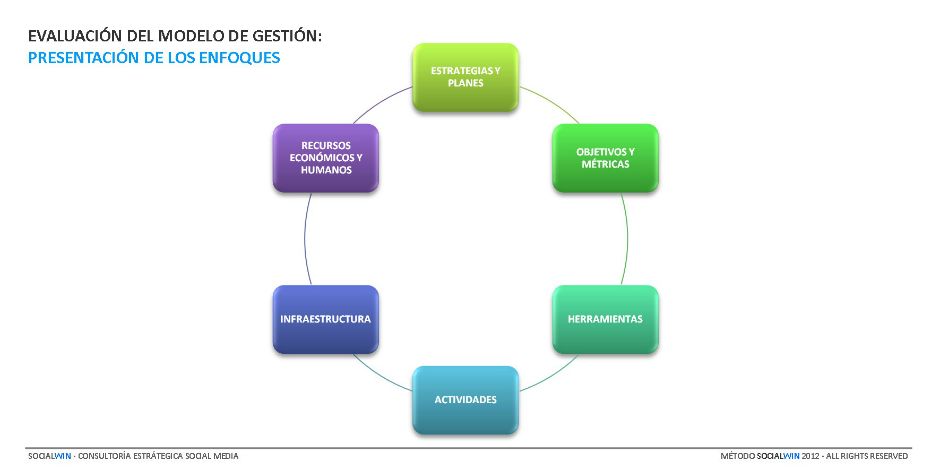 EVALUACIÓN DEL MODELO DE GESTIÓN:
PRESENTACIÓN DE LOS ENFOQUES
ESTRATEGIAS Y
PLANES
OBJETIVOS Y
MÉTRICAS
HERRAMIENTAS
ACTIVIDADES
INFRAESTRUCTURA
RECURSOS
ECONÓMICOS Y
HUMANOS
SOCIALWIN - CONSULTORÍA ESTRÁTEGICA SOCIAL MEDIA
MÉTODO SOCIALWIN 2012 - ALL RIGHTS RESERVED